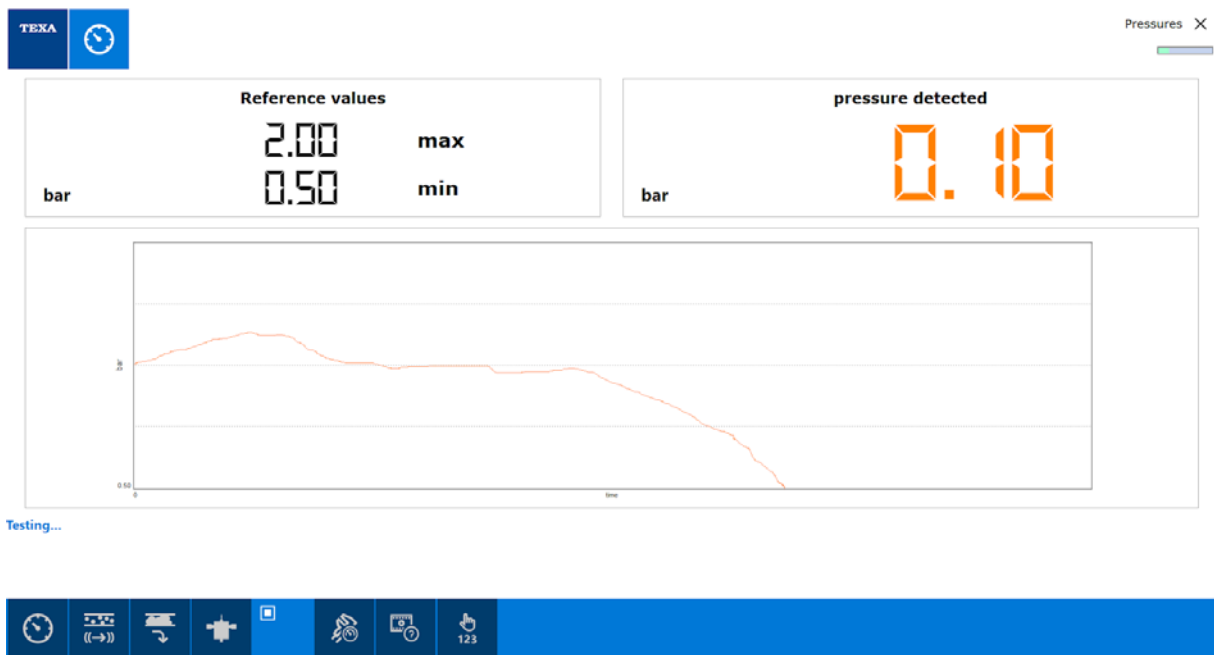 TEXA
Pressures
Reference values
2.00 max
bar 0.50 min
pressure detected
bar 0.10
bar
0.50
0 time
Testing...
((→))
?
123